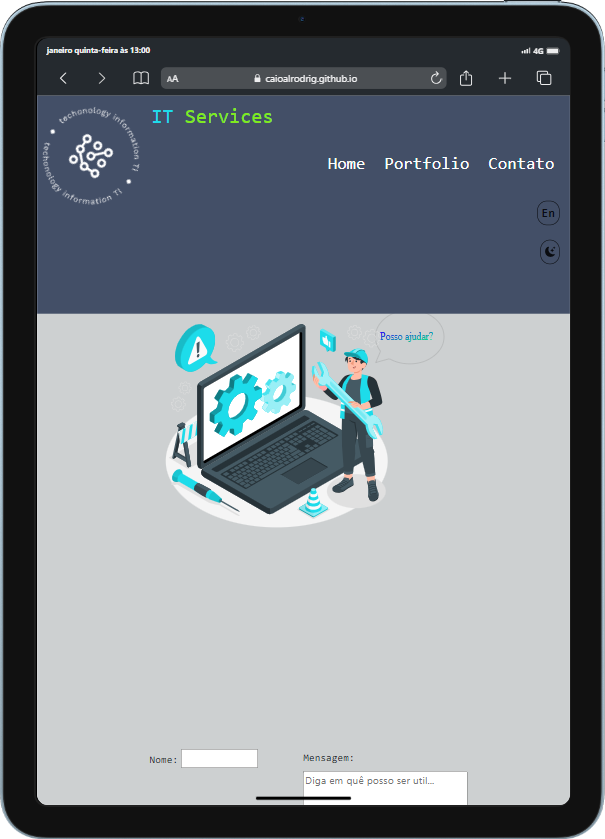 janeiro quinta-feira às 13:00
4G
AA
caioalrodrig.github.io
techonology information TI
techonology information TI
IT Services
Home Portfolio Contato
En
Posso ajudar?
Nome:
Mensagem:
Diga em quê posso ser util...